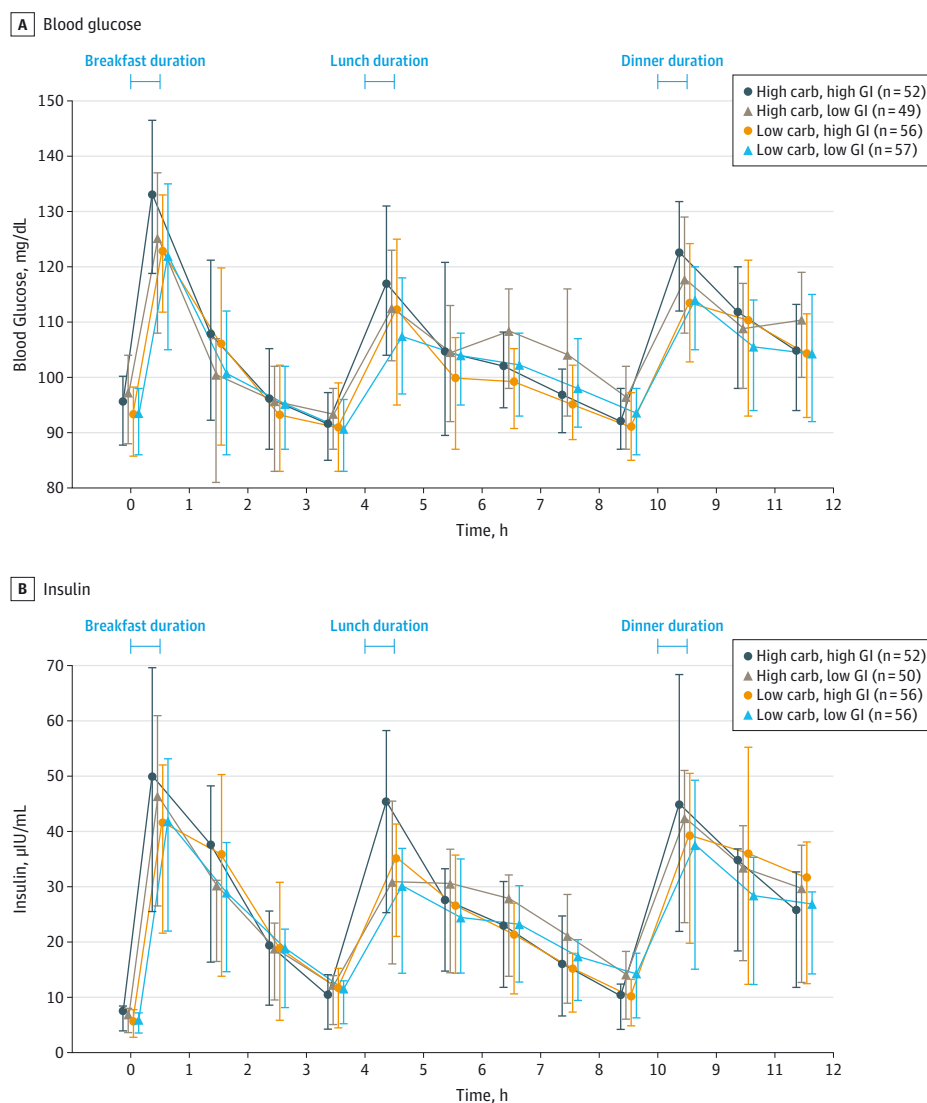 A Blood glucose
Breakfast duration Lunch duration Dinner duration
High carb, high GI (n = 52)
High carb, low GI (n = 49)
Low carb, high GI (n = 56)
Low carb, low GI (n = 57)
150
140
130
120
110
100
90
80
Blood Glucose, mg/dL
0 1 2 3 4 5 6 7 8 10 9 11 12
Time, h
B Insulin
Breakfast duration Lunch duration Dinner duration
High carb, high GI (n = 52)
High carb, low GI (n = 50)
Low carb, high GI (n = 56)
Low carb, low GI (n = 56)
70
60
50
40
30
20
10
0
Insulin, μIU/mL
0 1 2 3 4 5 6 7 8 10 9 11 12
Time, h